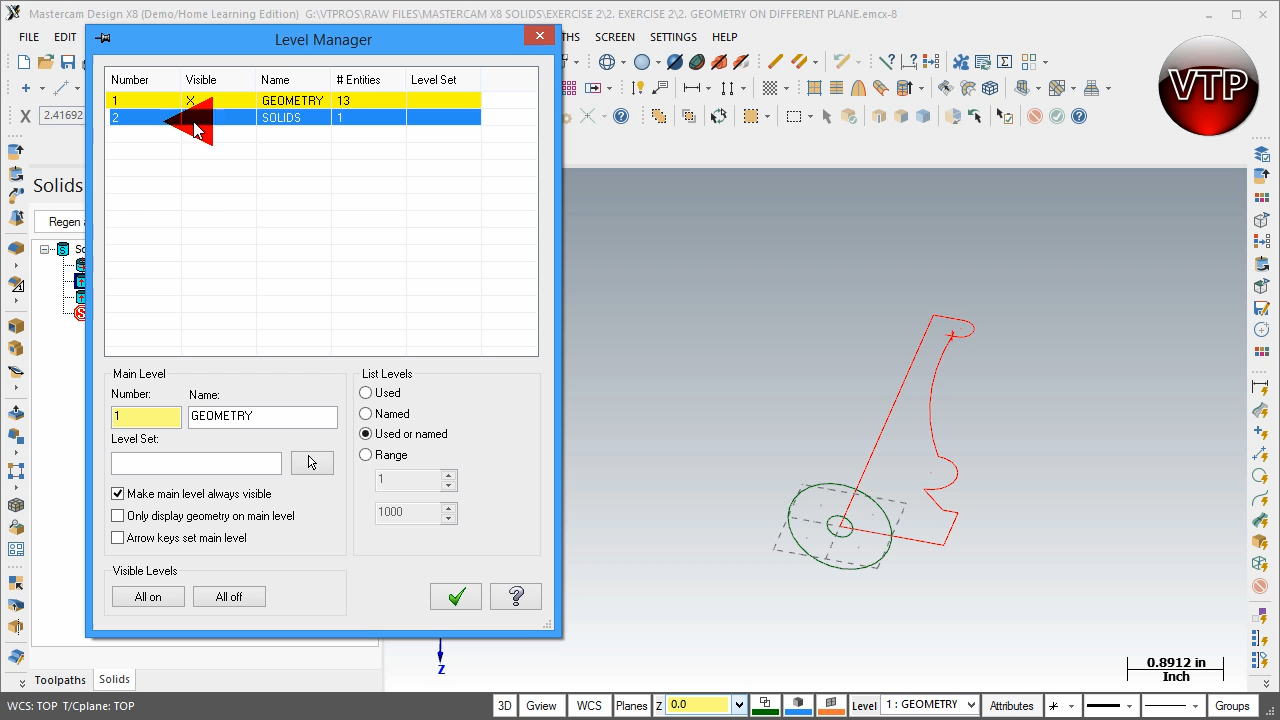 Mastercam Design X8 (Demo/Home Learning Edition) G:\VTPROS\RAW FILES\MASTERCAM X8 SOLIDS\EXERCISE 2\2. EXERCISE 2\2. GEOMETRY ON DIFFERENT PLANE.emcx-8
FILE EDIT THS SCREEN SETTINGS HELP
Level Manager
VTP
X 2.41692
Number Visible Name # Entities Level Set
1 X GEOMETRY 13
2 SOLIDS 1
Solids
Regen
So
Main Level
Number: Name:
1 GEOMETRY
Level Set:
Make main level always visible
Only display geometry on main level
Arrow keys set main level
List Levels
Used
Named
Used or named
Range
1
1000
Visible Levels
All on All off
Z
0.8912 in
Inch
Toolpaths Solids
WCS: TOP T/Cplane: TOP
3D Gview WCS Planes Z 0.0 Level 1 : GEOMETRY Attributes Groups